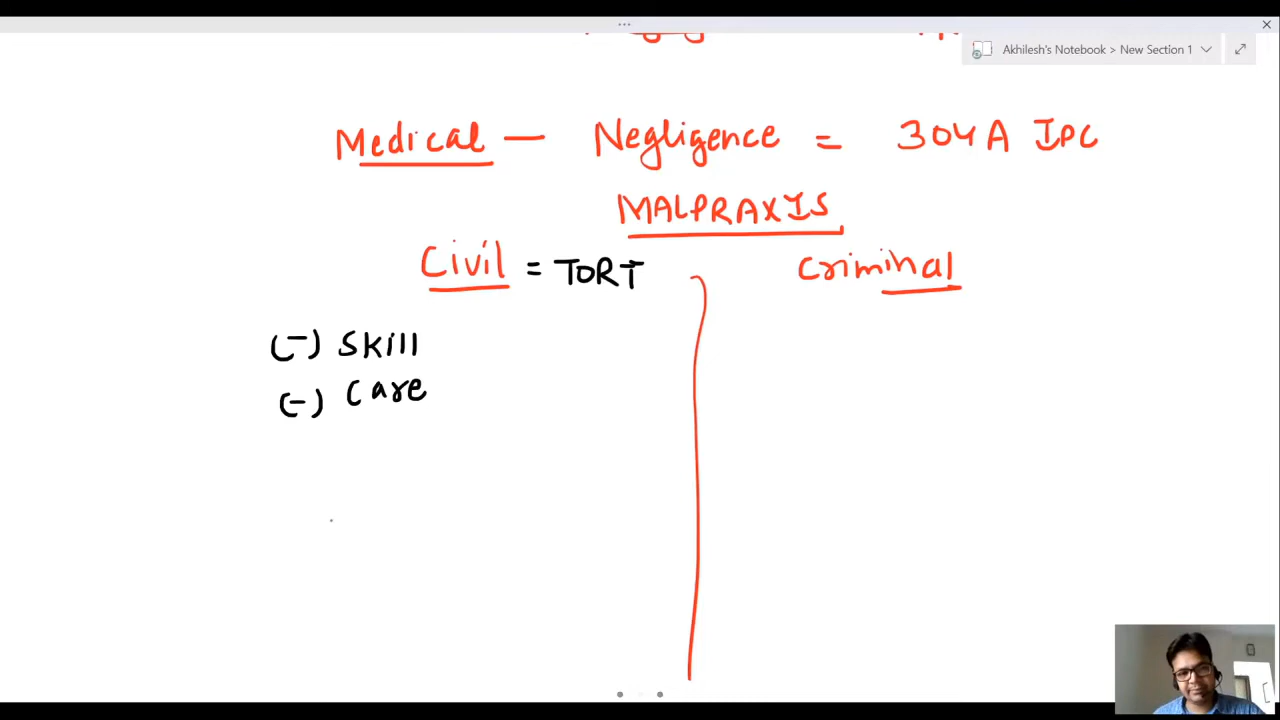 Akhilesh's Notebook > New Section 1
Medical — Negligence = 304A IPC
MALPRAXIS
Civil = TORT
Criminal
(-) Skill
(-) Care